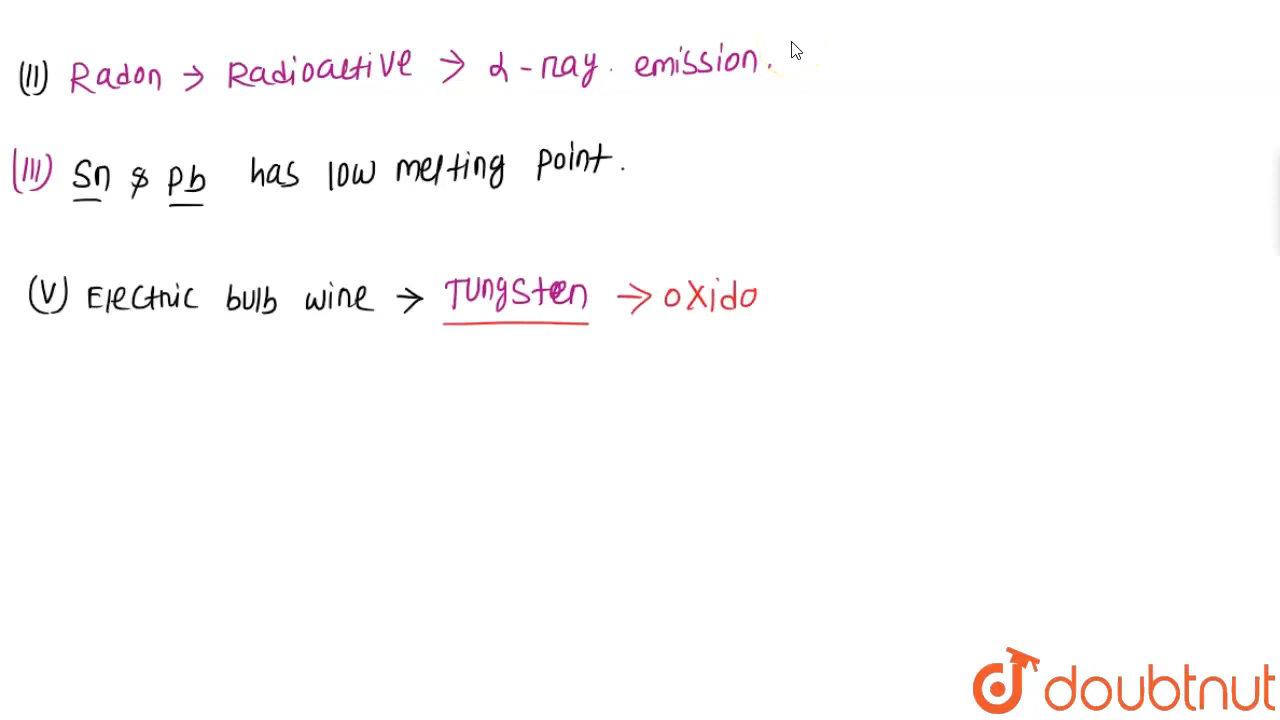 (II) Radon → Radioactive → α-ray emission.
(III) Sn & Pb has low melting point.
(V) Electric bulb wire → Tungsten → oxido
doubtnut